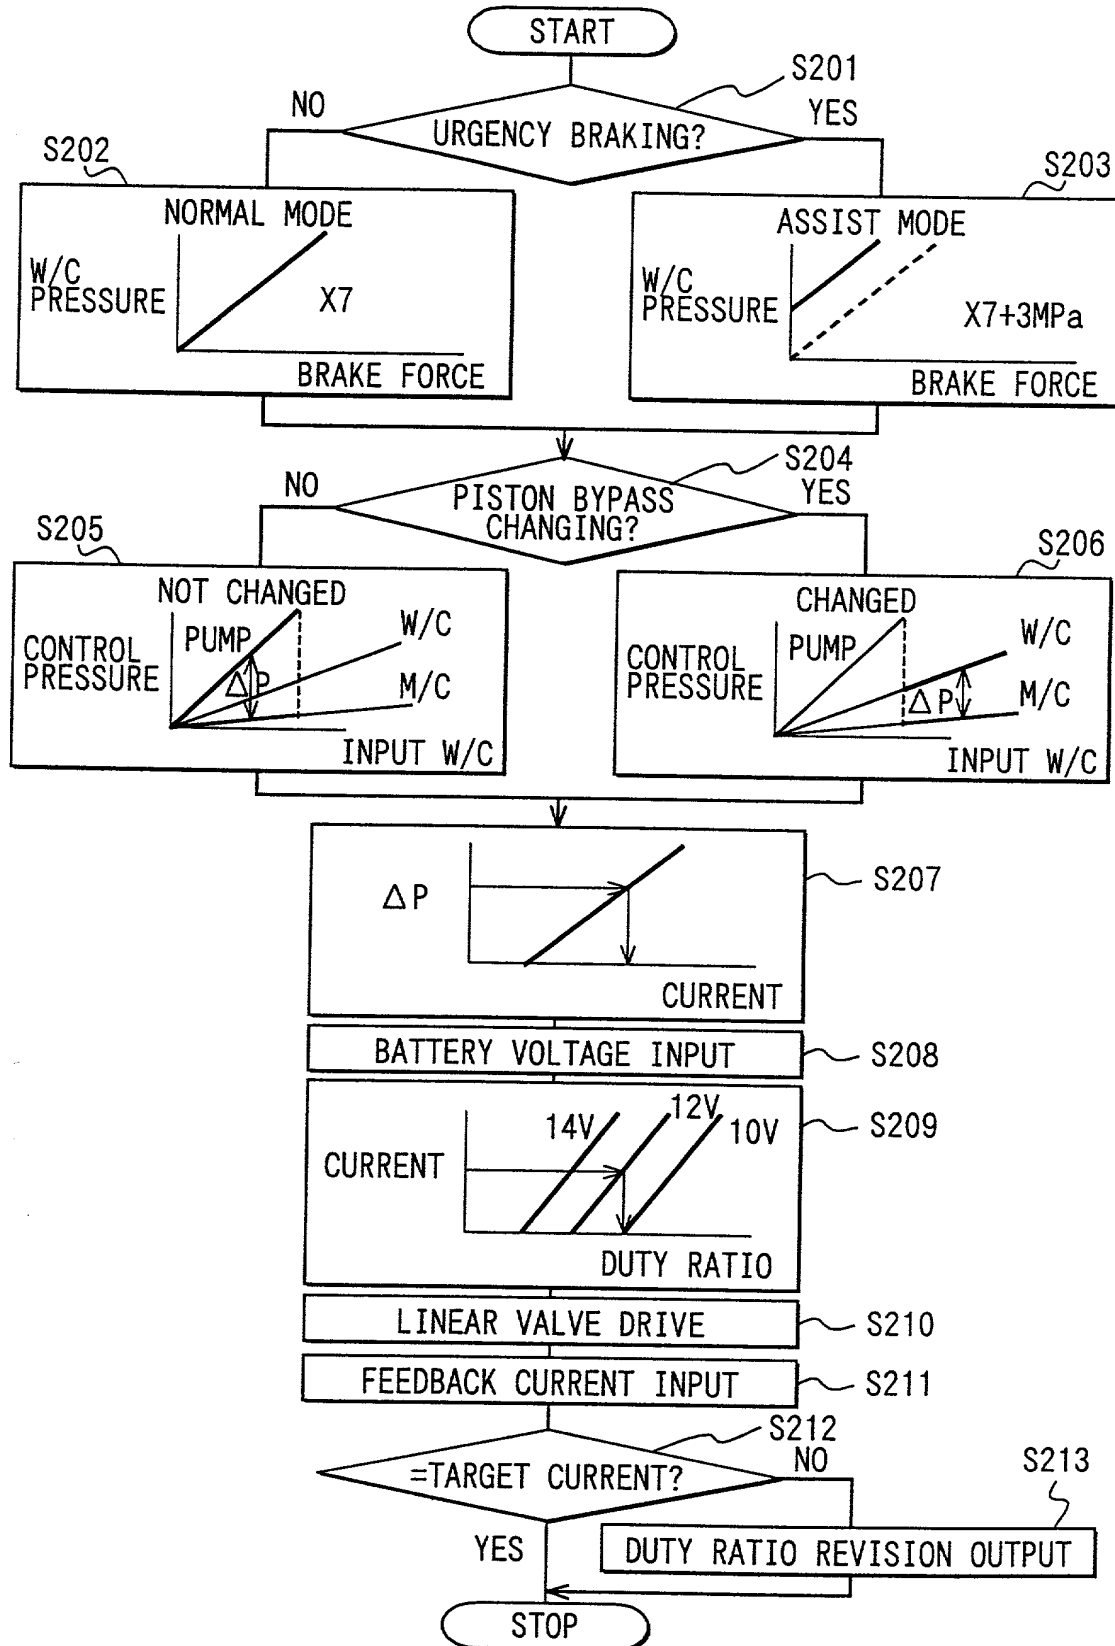 START
S201
NO
YES
URGENCY BRAKING?
S202
S203
NORMAL MODE
W/C
PRESSURE
X7
BRAKE FORCE
ASSIST MODE
W/C
PRESSURE
X7+3MPa
BRAKE FORCE
S204
NO
YES
PISTON BYPASS
CHANGING?
S205
S206
NOT CHANGED
CONTROL
PRESSURE
PUMP
W/C
ΔP
M/C
INPUT W/C
CHANGED
CONTROL
PRESSURE
PUMP
W/C
ΔP
M/C
INPUT W/C
ΔP
S207
CURRENT
BATTERY VOLTAGE INPUT
S208
14V
12V
10V
S209
CURRENT
DUTY RATIO
LINEAR VALVE DRIVE
S210
FEEDBACK CURRENT INPUT
S211
S212
=TARGET CURRENT?
NO
S213
YES
DUTY RATIO REVISION OUTPUT
STOP